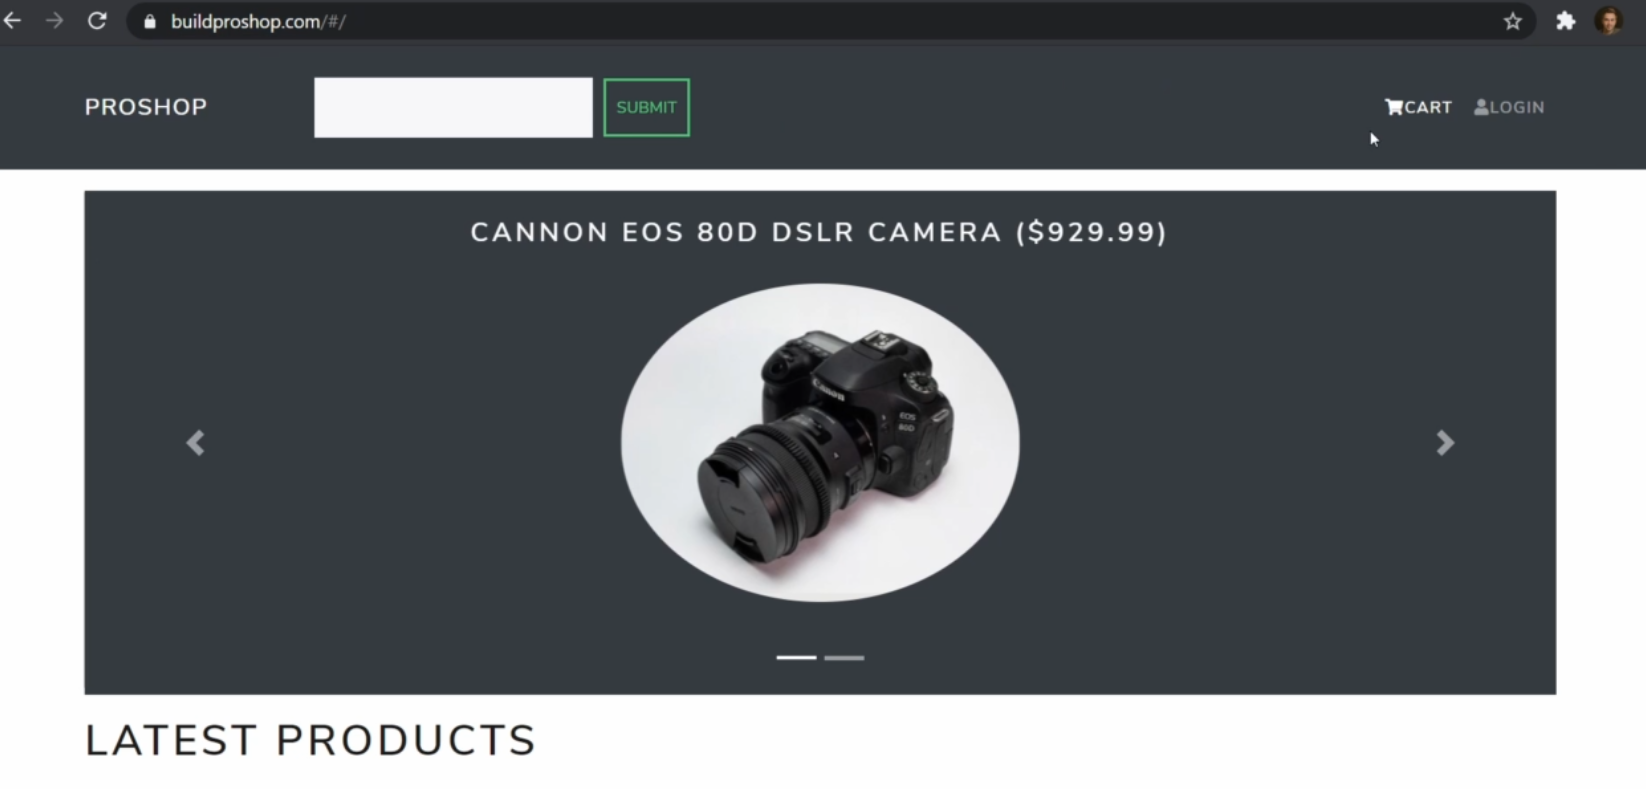 buildproshop.com/#/
PROSHOP
SUBMIT
CART
LOGIN
CANNON EOS 80D DSLR CAMERA ($929.99)
Canon
EOS
80D
LATEST PRODUCTS